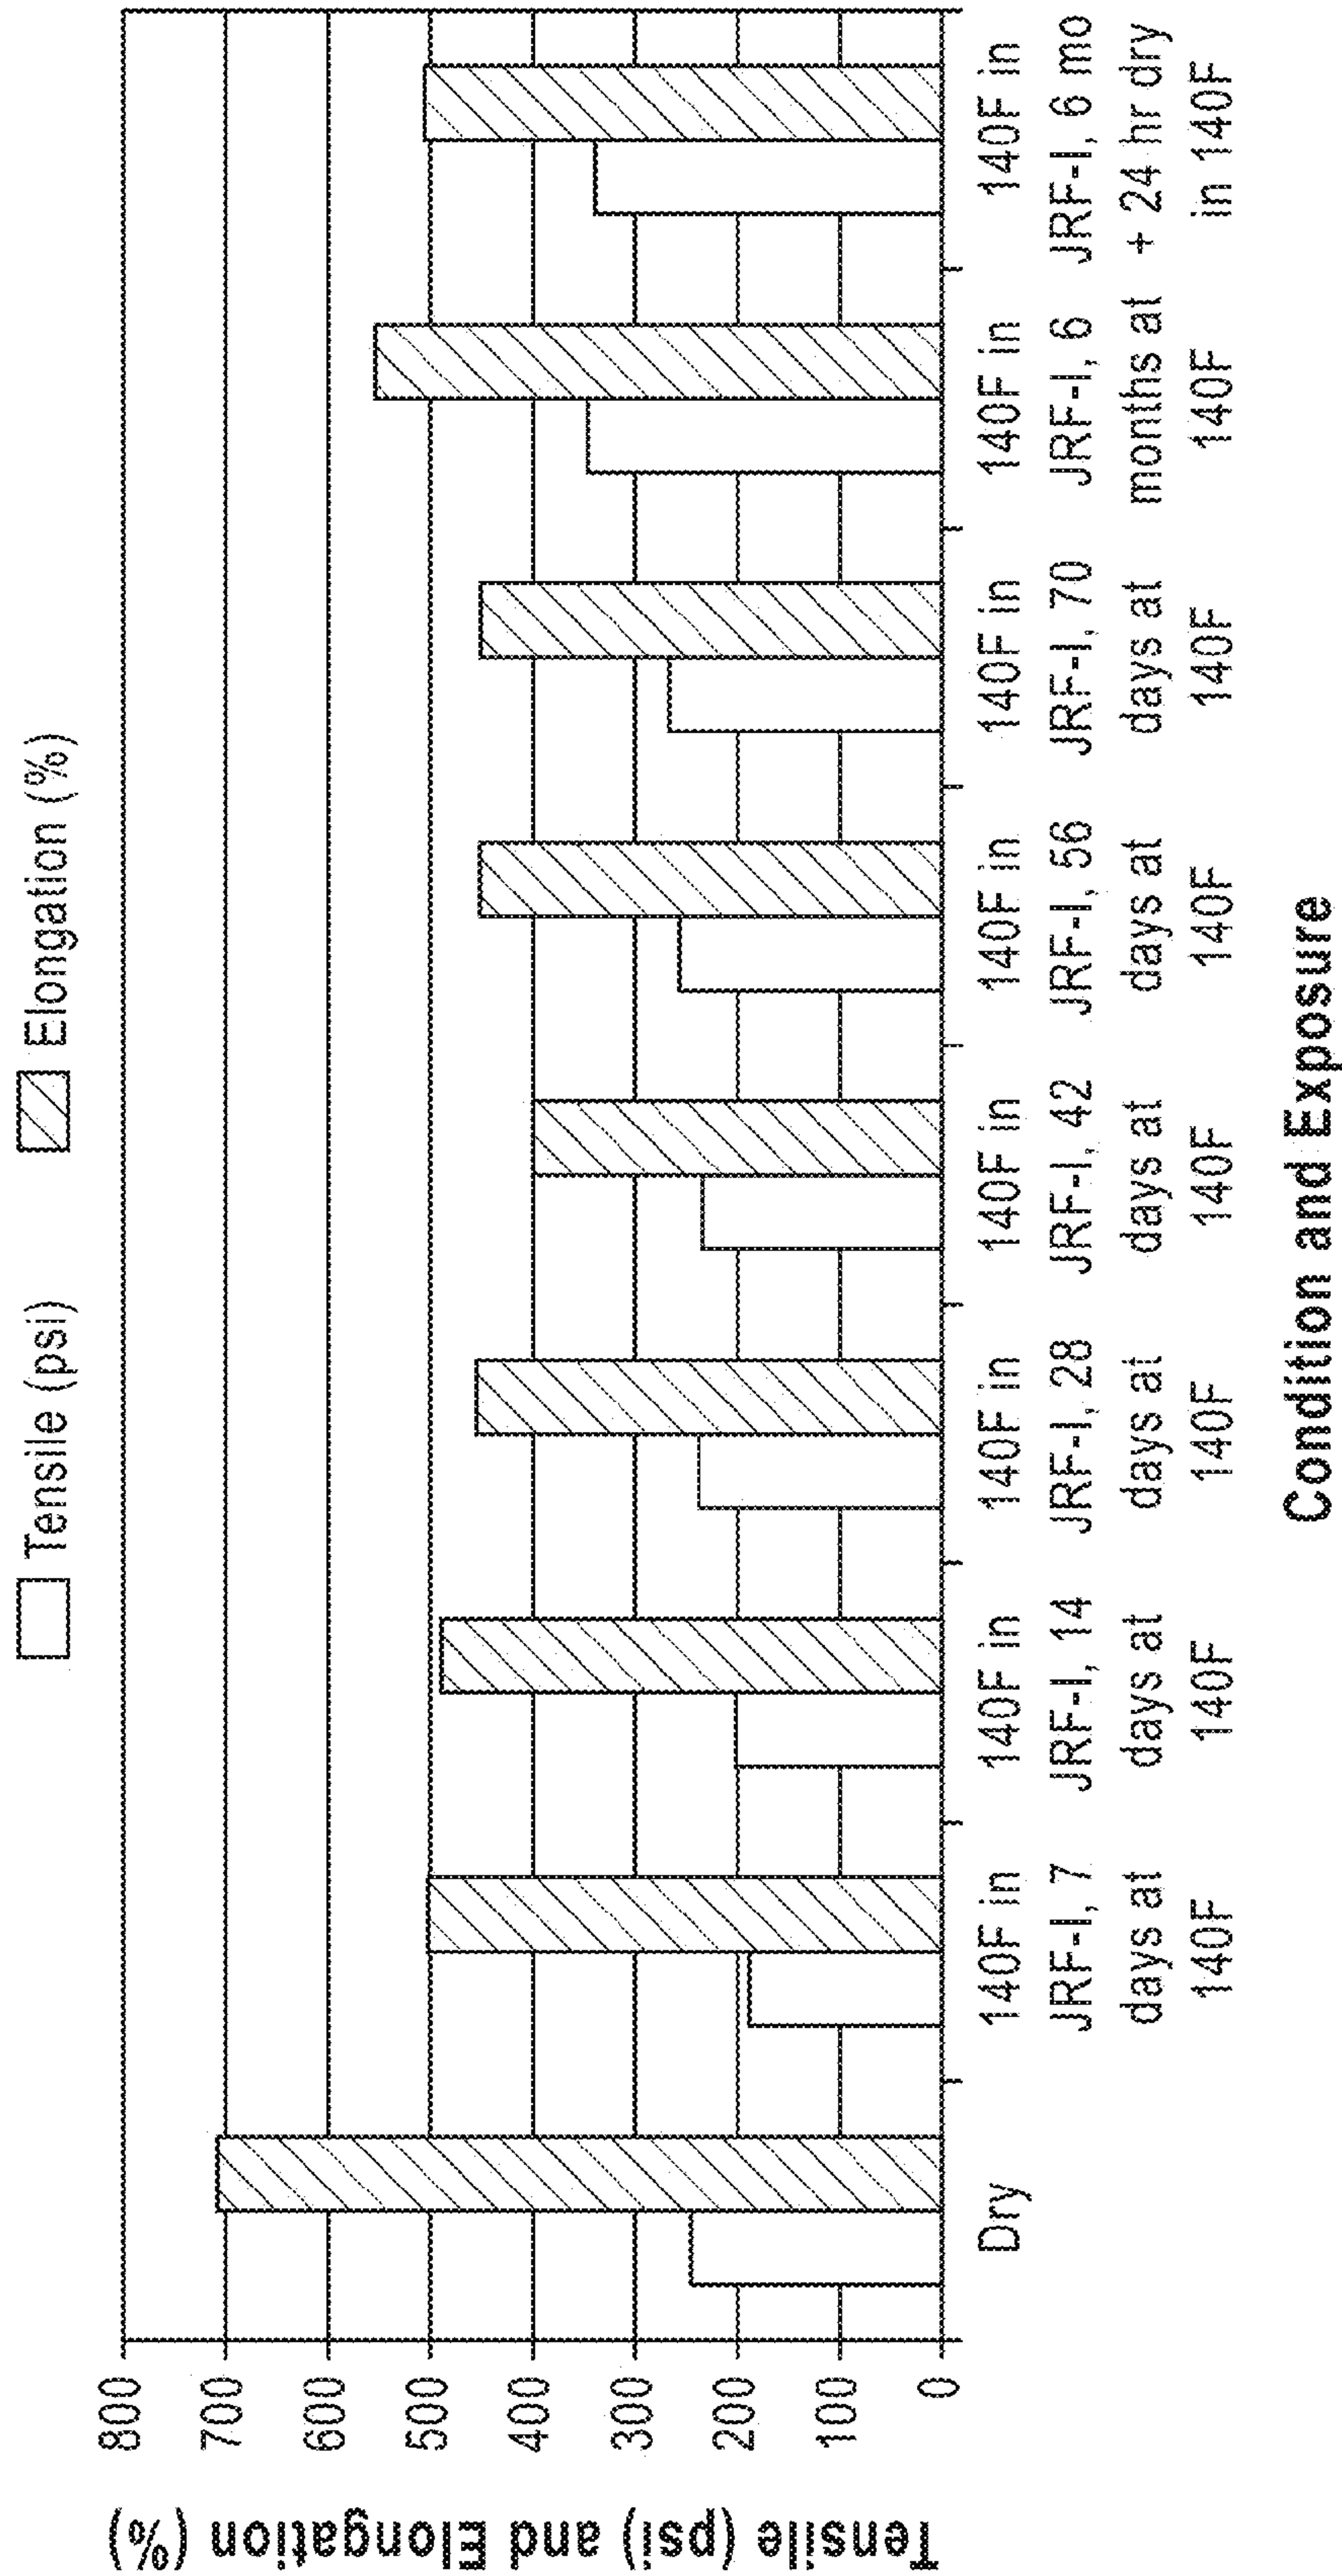 Tensile (psi)
Elongation (%)
Tensile (psi) and Elongation (%)
800
700
600
500
400
300
200
100
0
Dry
140F in
JRF-I, 7
days at
140F
140F in
JRF-I, 14
days at
140F
140F in
JRF-I, 28
days at
140F
140F in
JRF-I, 42
days at
140F
140F in
JRF-I, 56
days at
140F
140F in
JRF-I, 70
days at
140F
140F in
JRF-I, 6
months at
140F
140F in
JRF-I, 6 mo
+ 24 hr dry
in 140F
Condition and Exposure